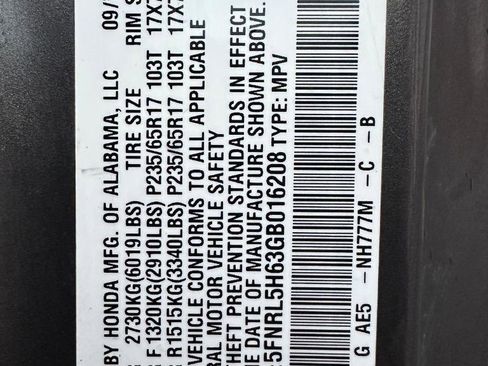 BY HONDA MFG. OF ALABAMA, LLC 09/
2730KG(6019LBS) TIRE SIZE RIM S
F 1320KG(2910LBS) P235/65R17 103T 17X7
R 1515KG(3340LBS) P235/65R17 103T 17X7
VEHICLE CONFORMS TO ALL APPLICABLE
RAL MOTOR VEHICLE SAFETY
THEFT PREVENTION STANDARDS IN EFFECT
E DATE OF MANUFACTURE SHOWN ABOVE.
5FNRL5H63GB016208 TYPE: MPV
G AE5 - NH777M - C - B